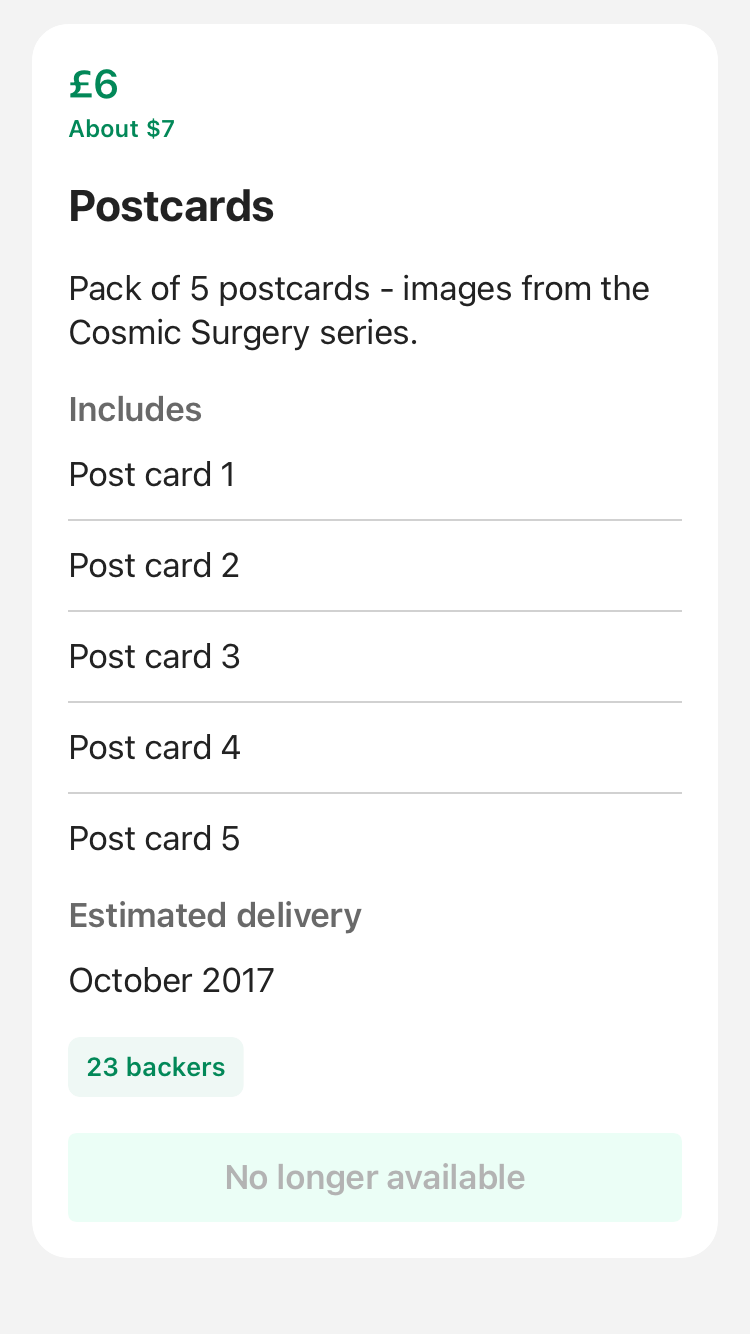 £6
About $7
Postcards
Pack of 5 postcards - images from the
Cosmic Surgery series.
Includes
Post card 1
Post card 2
Post card 3
Post card 4
Post card 5
Estimated delivery
October 2017
23 backers
No longer available